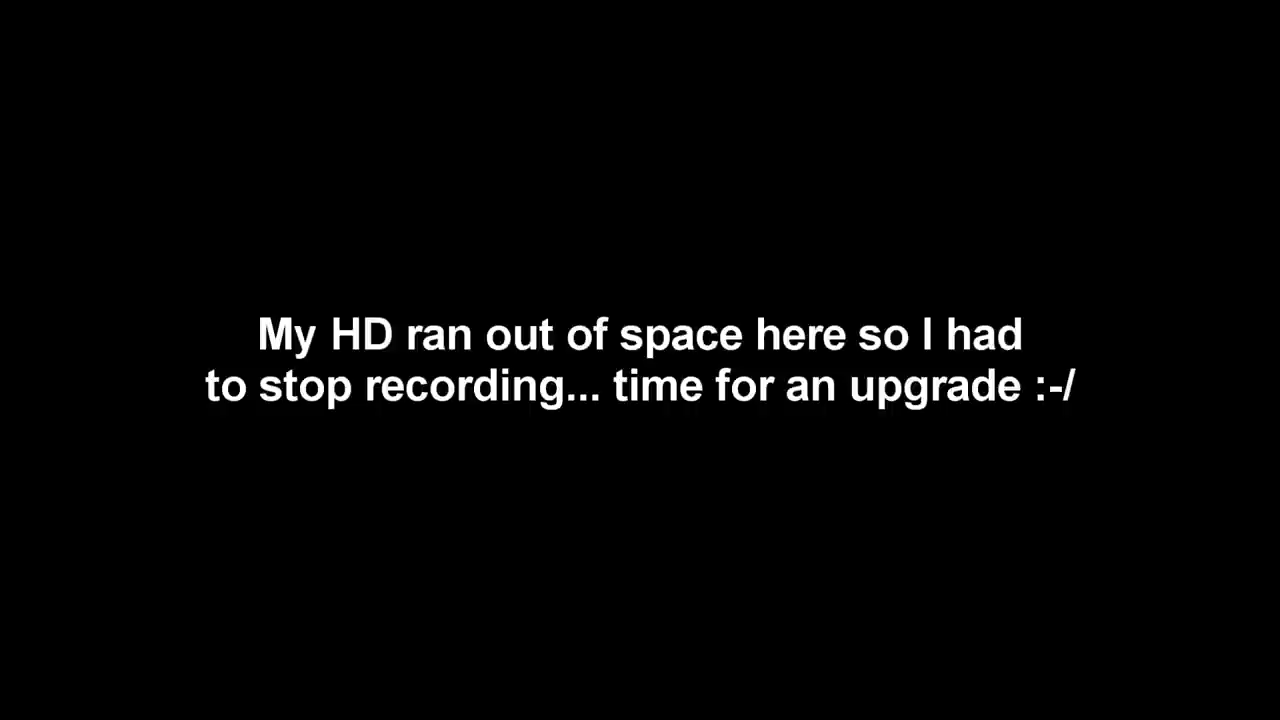 My HD ran out of space here so I had
to stop recording... time for an upgrade :-/